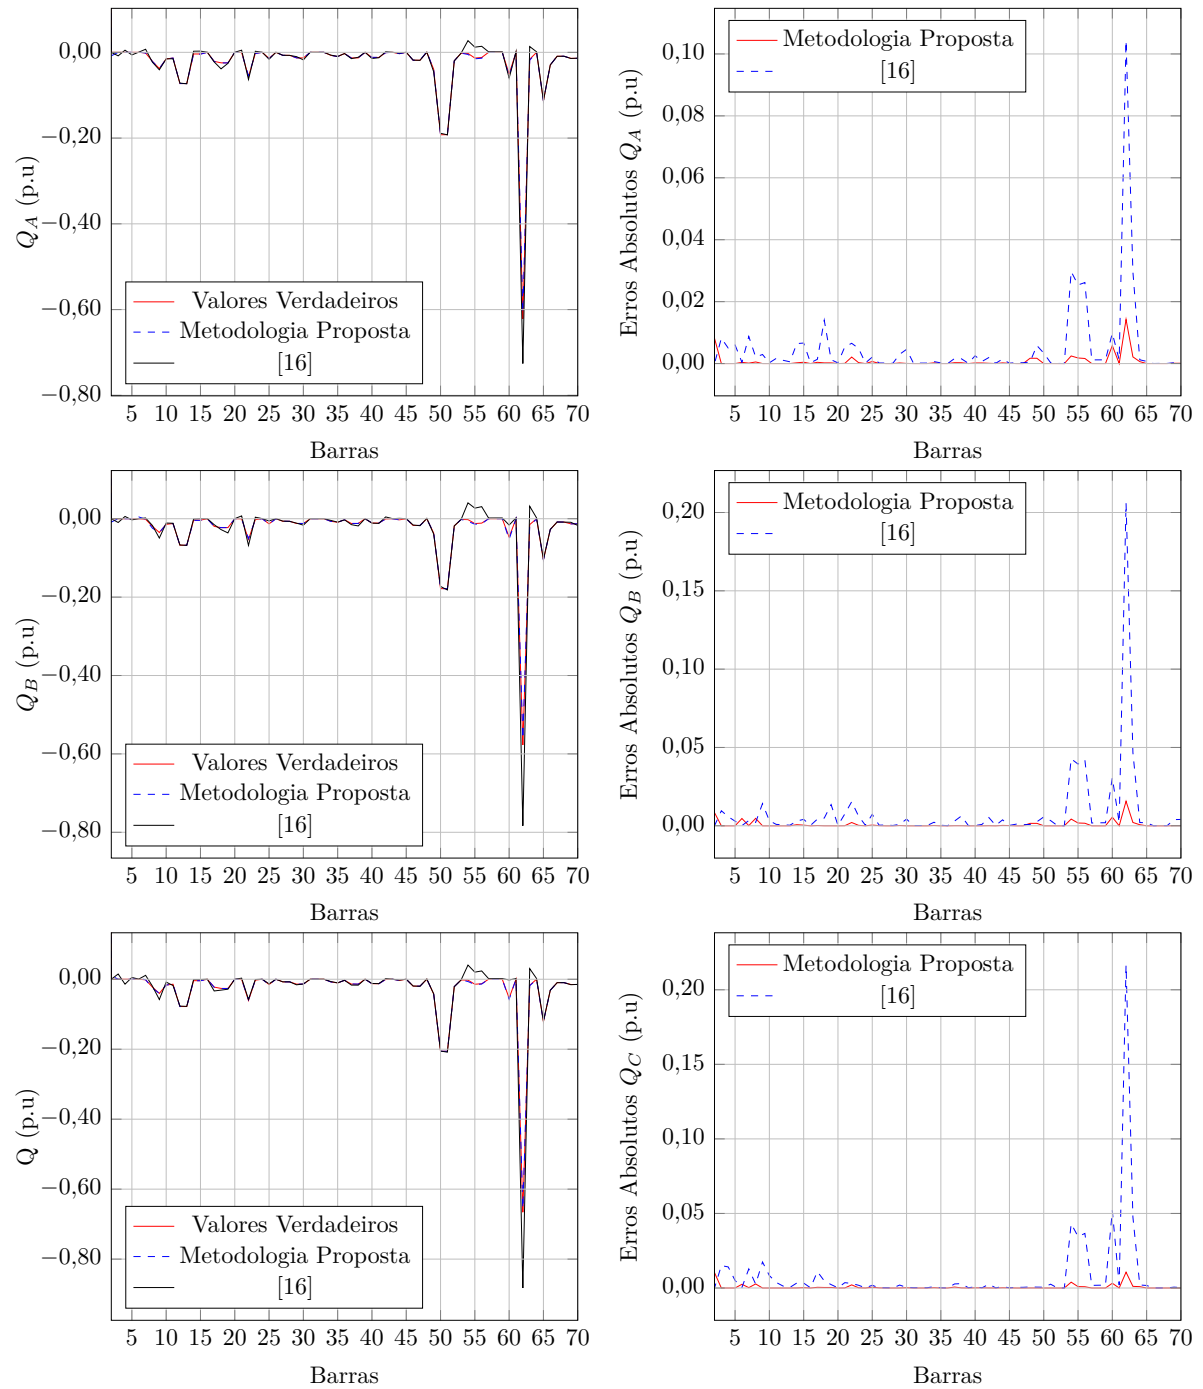 0,00
−0,20
−0,40
−0,60
−0,80
Q_A (p.u)
Valores Verdadeiros
Metodologia Proposta
[16]
5 10 15 20 25 30 35 40 45 50 55 60 65 70
Barras
0,10
0,08
0,06
0,04
0,02
0,00
Erros Absolutos Q_A (p.u)
Metodologia Proposta
[16]
5 10 15 20 25 30 35 40 45 50 55 60 65 70
Barras
0,00
−0,20
−0,40
−0,60
−0,80
Q_B (p.u)
Valores Verdadeiros
Metodologia Proposta
[16]
5 10 15 20 25 30 35 40 45 50 55 60 65 70
Barras
0,20
0,15
0,10
0,05
0,00
Erros Absolutos Q_B (p.u)
Metodologia Proposta
[16]
5 10 15 20 25 30 35 40 45 50 55 60 65 70
Barras
0,00
−0,20
−0,40
−0,60
−0,80
Q (p.u)
Valores Verdadeiros
Metodologia Proposta
[16]
5 10 15 20 25 30 35 40 45 50 55 60 65 70
Barras
0,20
0,15
0,10
0,05
0,00
Erros Absolutos Q_C (p.u)
Metodologia Proposta
[16]
5 10 15 20 25 30 35 40 45 50 55 60 65 70
Barras